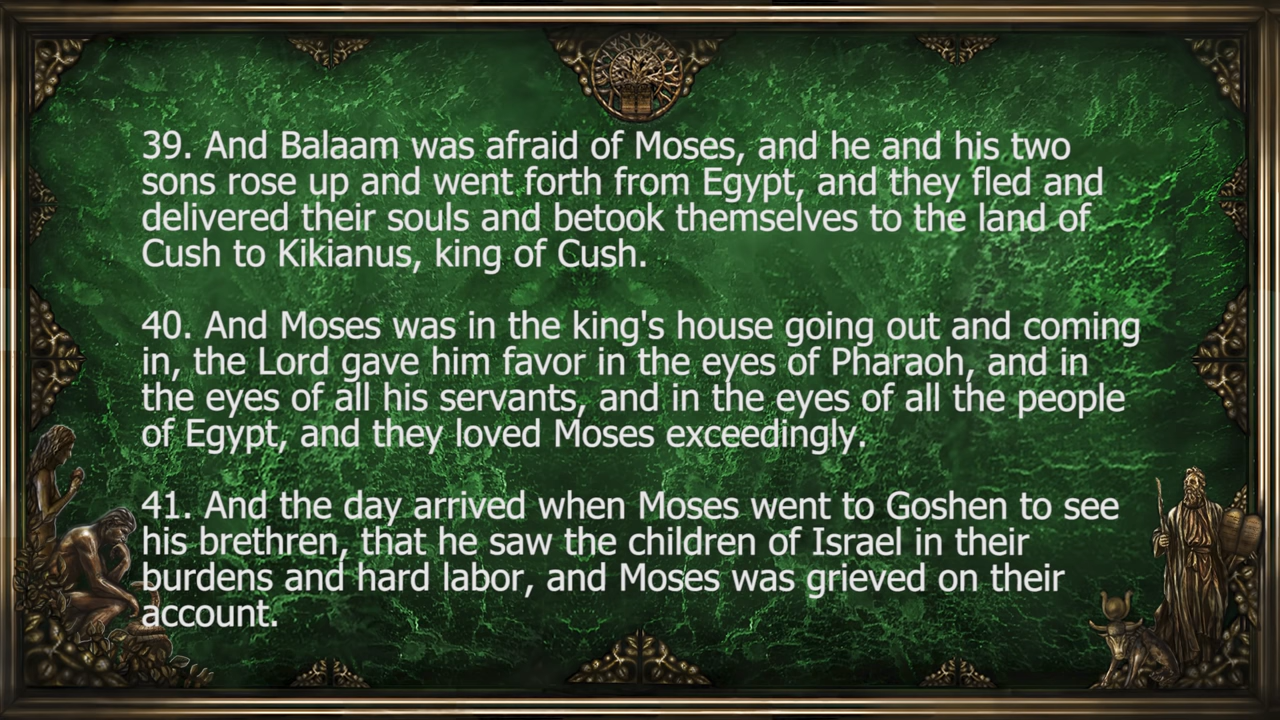 39. And Balaam was afraid of Moses, and he and his two
sons rose up and went forth from Egypt, and they fled and
delivered their souls and betook themselves to the land of
Cush to Kikianus, king of Cush.
40. And Moses was in the king's house going out and coming
in, the Lord gave him favor in the eyes of Pharaoh, and in
the eyes of all his servants, and in the eyes of all the people
of Egypt, and they loved Moses exceedingly.
41. And the day arrived when Moses went to Goshen to see
his brethren, that he saw the children of Israel in their
burdens and hard labor, and Moses was grieved on their
account.